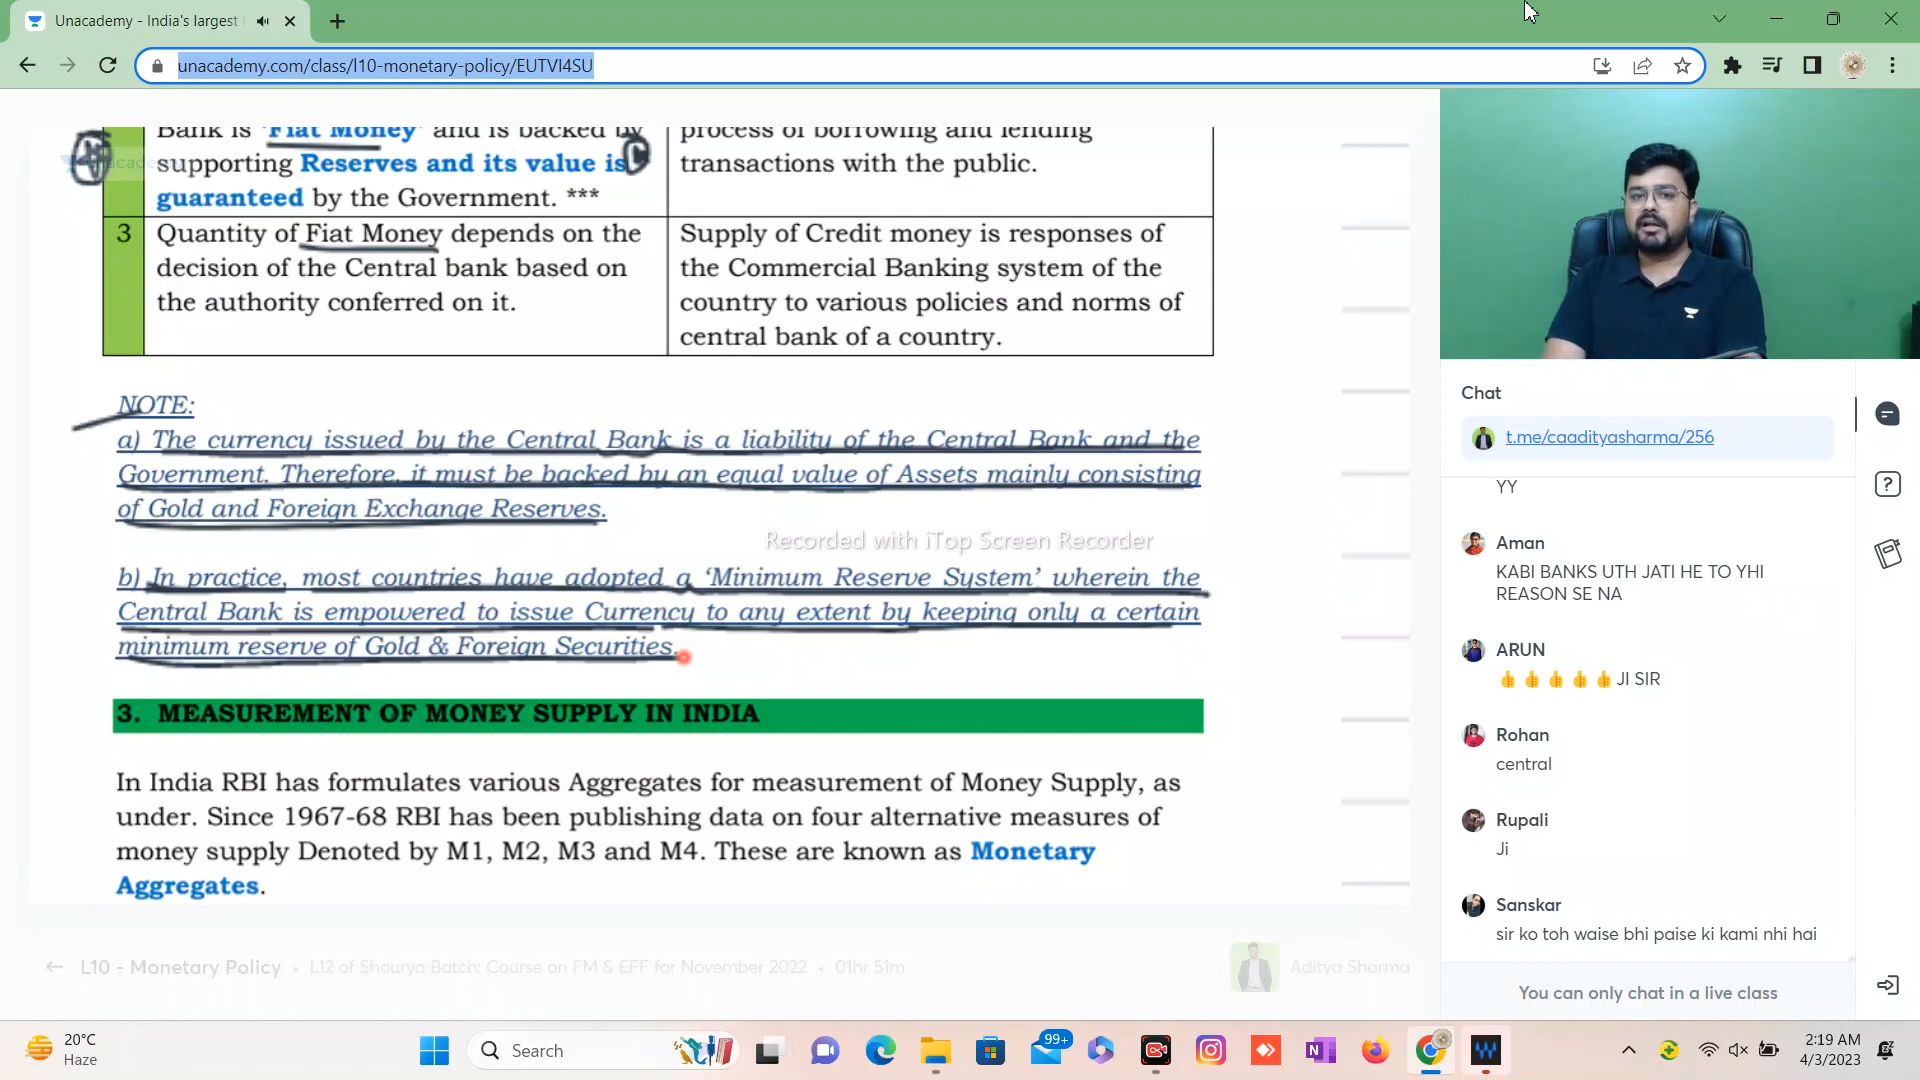 Unacademy - India's largest
unacademy.com/class/l10-monetary-policy/EUTVI4SU
Bank is 'Fiat Money' and is backed by
supporting Reserves and its value is
guaranteed by the Government. ***
process of borrowing and lending
transactions with the public.
3
Quantity of Fiat Money depends on the
decision of the Central bank based on
the authority conferred on it.
Supply of Credit money is responses of
the Commercial Banking system of the
country to various policies and norms of
central bank of a country.
NOTE:
a) The currency issued by the Central Bank is a liability of the Central Bank and the
Government. Therefore, it must be backed by an equal value of Assets mainly consisting
of Gold and Foreign Exchange Reserves.
Recorded with iTop Screen Recorder
b) In practice, most countries have adopted a ‘Minimum Reserve System’ wherein the
Central Bank is empowered to issue Currency to any extent by keeping only a certain
minimum reserve of Gold & Foreign Securities.
3. MEASUREMENT OF MONEY SUPPLY IN INDIA
In India RBI has formulates various Aggregates for measurement of Money Supply, as
under. Since 1967-68 RBI has been publishing data on four alternative measures of
money supply Denoted by M1, M2, M3 and M4. These are known as Monetary
Aggregates.
L10 - Monetary Policy • L12 of Shourya Batch: Course on FM & EFF for November 2022 • 01hr 51m
Aditya Sharma
Chat
t.me/caadityasharma/256
YY
Aman
KABI BANKS UTH JATI HE TO YHI
REASON SE NA
ARUN
👍👍👍👍👍JI SIR
Rohan
central
Rupali
Ji
Sanskar
sir ko toh waise bhi paise ki kami nhi hai
You can only chat in a live class
20°C
Haze
Search
99+
2:19 AM
4/3/2023